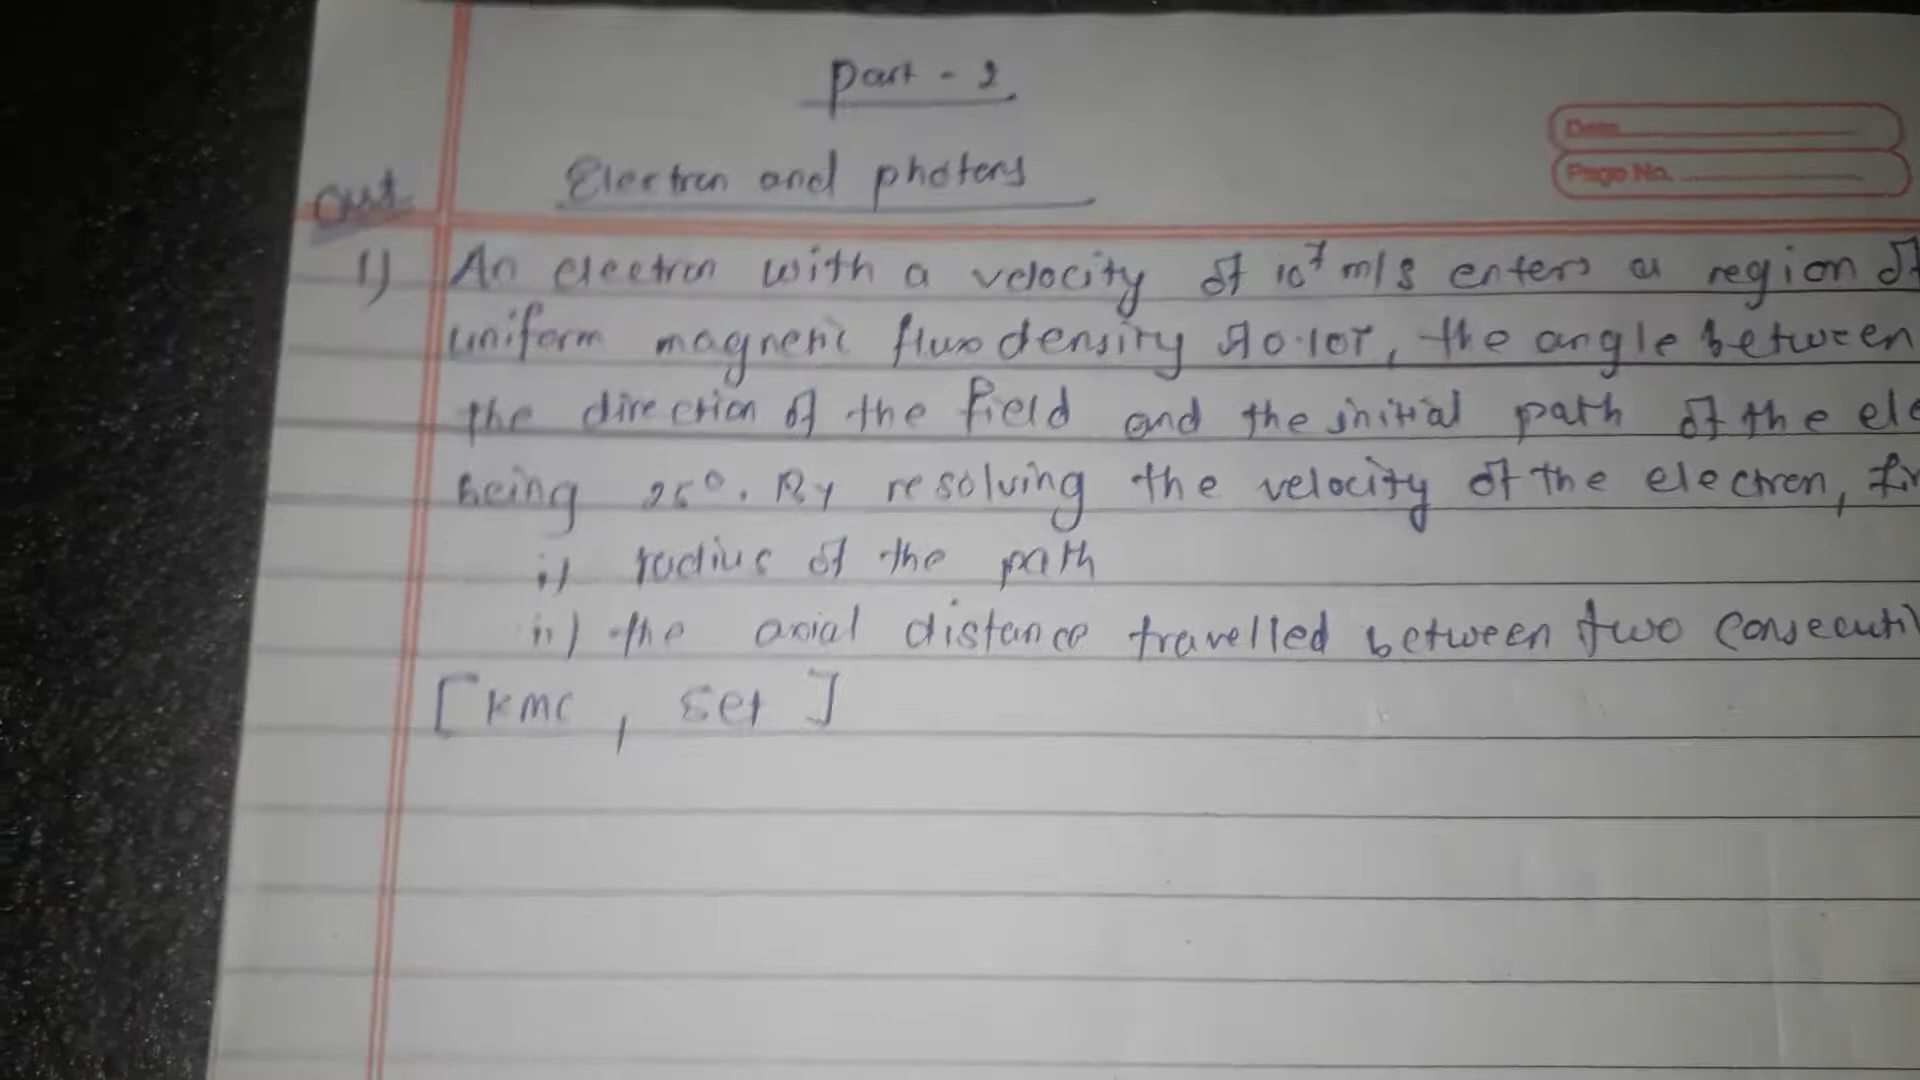 Part - 2
Date
Page No.
Electron and photons
Out
1) An electron with a velocity of 10⁷ m/s enters a region of
uniform magnetic flux density of 0.10T, the angle between
the direction of the field and the initial path of the ele
being 25°. By resolving the velocity of the electron, fin
i) radius of the path
ii) the axial distance travelled between two consecutiv
[KMC, set]